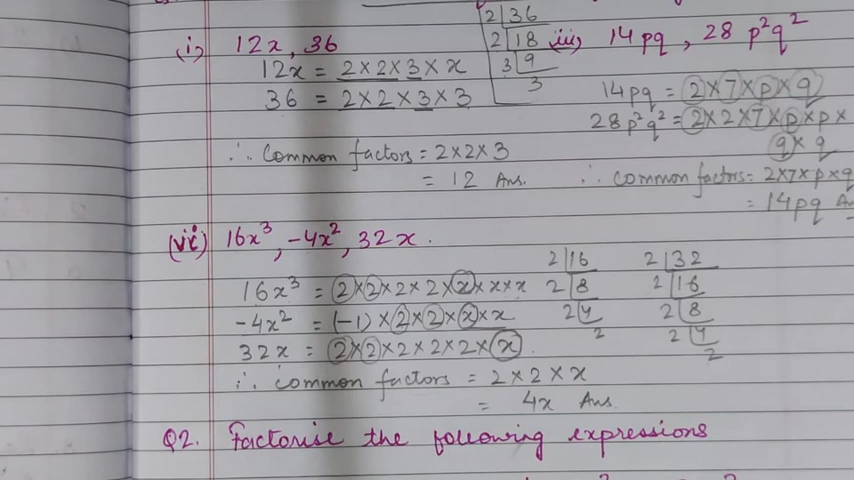 (i) 12x, 36
12x = 2×2×3×x
36 = 2×2×3×3
∴ Common factors = 2×2×3
= 12 Ans.
2 | 36
2 | 18
3 | 9
3
iii) 14pq, 28 p²q²
14pq = 2×7×p×q
28p²q² = 2×2×7×p×p×
q×q
∴ common factors = 2×7×p×q
= 14pq
(vi) 16x³, -4x², 32x.
16x³ = 2×2×2×2×x×x×x
-4x² = (-1)×2×2×x×x
32x = 2×2×2×2×2×x
∴ common factors = 2×2×x
= 4x Ans.
2 | 16
2 | 8
2 | 4
2
2 | 32
2 | 16
2 | 8
2 | 4
2
Q2. Factorise the following expressions